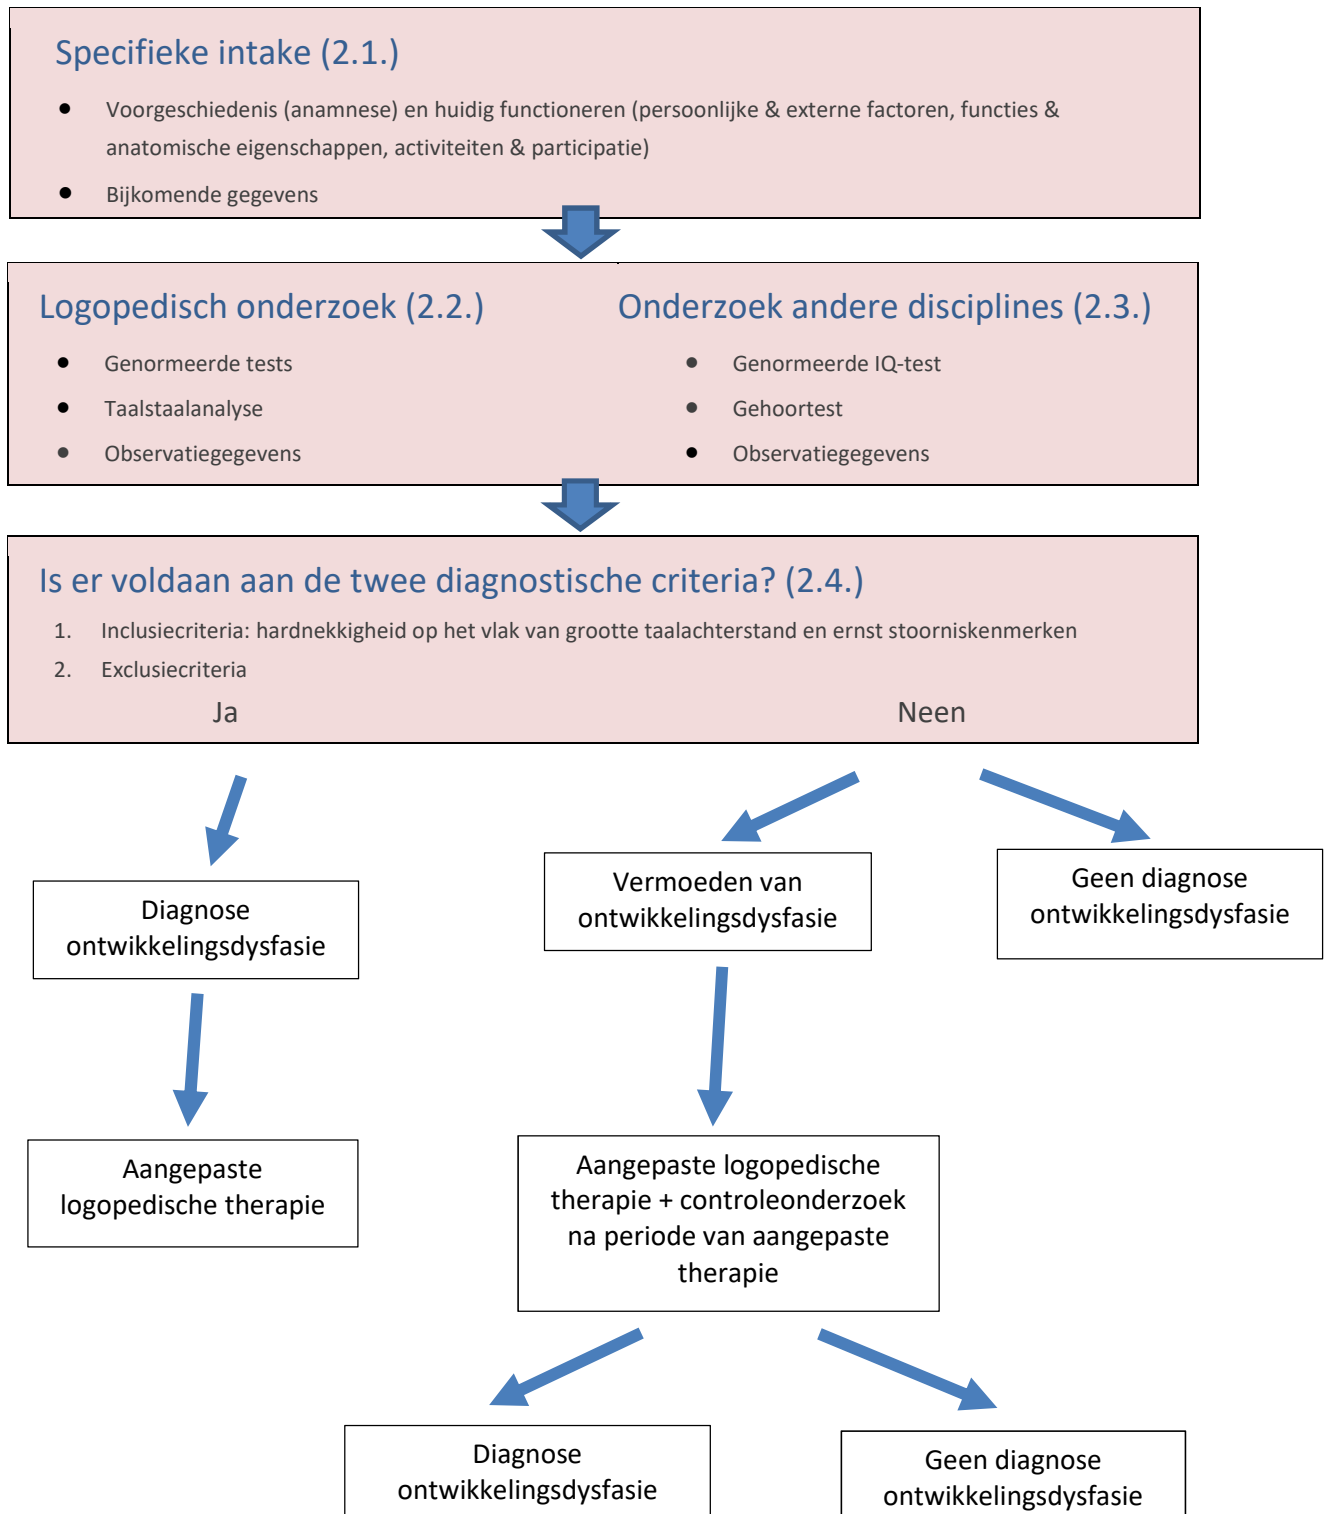 Specifieke intake (2.1.)
● Voorgeschiedenis (anamnese) en huidig functioneren (persoonlijke & externe factoren, functies &
anatomische eigenschappen, activiteiten & participatie)
● Bijkomende gegevens
Logopedisch onderzoek (2.2.)
● Genormeerde tests
● Taalstaalanalyse
● Observatiegegevens
Onderzoek andere disciplines (2.3.)
● Genormeerde IQ-test
● Gehoortest
● Observatiegegevens
Is er voldaan aan de twee diagnostische criteria? (2.4.)
1. Inclusiecriteria: hardnekkigheid op het vlak van grootte taalachterstand en ernst stoorniskenmerken
2. Exclusiecriteria
Ja
Neen
Diagnose
ontwikkelingsdysfasie
Vermoeden van
ontwikkelingsdysfasie
Geen diagnose
ontwikkelingsdysfasie
Aangepaste
logopedische therapie
Aangepaste logopedische
therapie + controleonderzoek
na periode van aangepaste
therapie
Diagnose
ontwikkelingsdysfasie
Geen diagnose
ontwikkelingsdysfasie